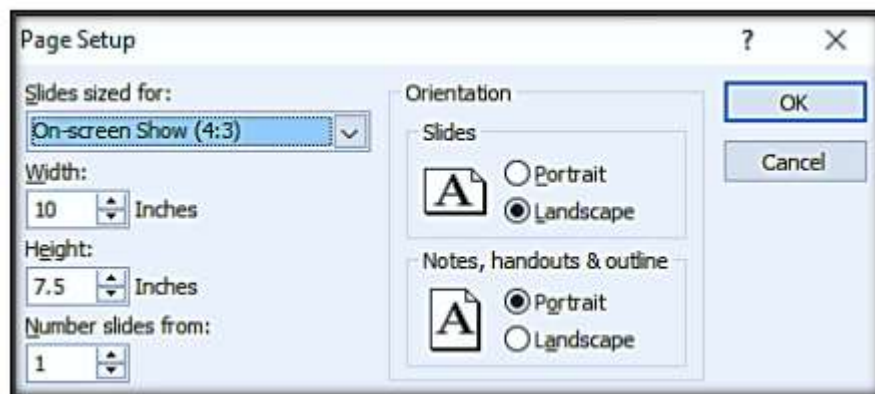 Page Setup ?
Slides sized for:
On-screen Show (4:3)
Width:
10 Inches
Height:
7.5 Inches
Number slides from:
1
Orientation
Slides
A
Portrait
Landscape
Notes, handouts & outline
A
Portrait
Landscape
OK
Cancel